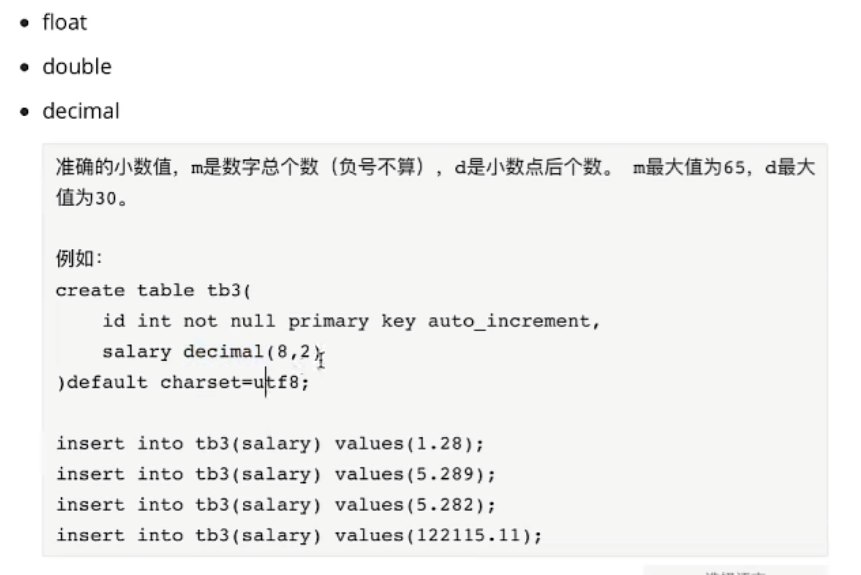 float
double
decimal
准确的小数值，m是数字总个数（负号不算），d是小数点后个数。 m最大值为65，d最大
值为30。
例如：
create table tb3(
    id int not null primary key auto_increment,
    salary decimal(8,2)
)default charset=utf8;
insert into tb3(salary) values(1.28);
insert into tb3(salary) values(5.289);
insert into tb3(salary) values(5.282);
insert into tb3(salary) values(122115.11);